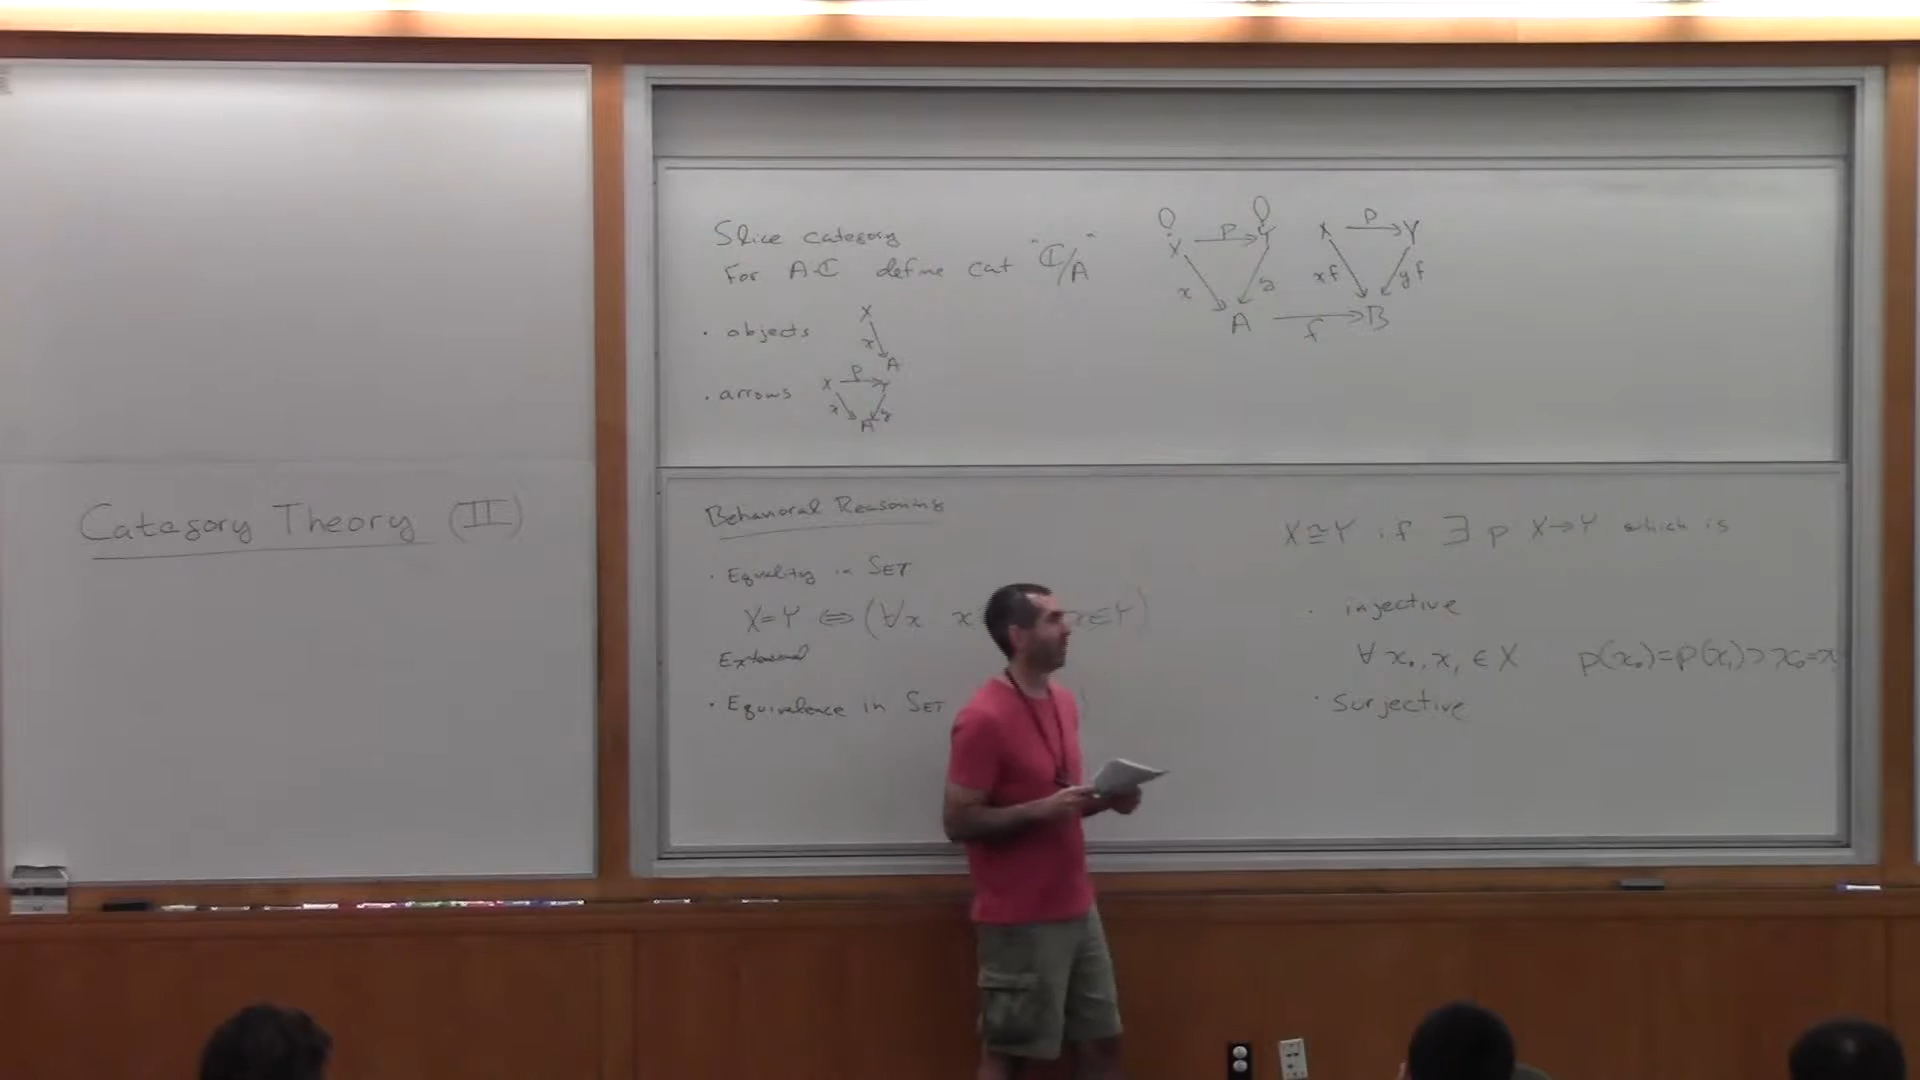 Category Theory (II)
Slice category
For A∈ℂ define cat "ℂ/A"
· objects
X
x
A
· arrows
X p Y
x y
A
X p Y
x y
A f B
X p Y
xf yf
B
Behavioral Reasoning
· Equality in SET
X=Y ⇔ (∀x x x∈Y)
· Equivalence in SET
X≅Y if ∃ p X→Y which is
· injective
∀ x₀, x₁ ∈ X p(x₀)=p(x₁) > x₀=x
· Surjective